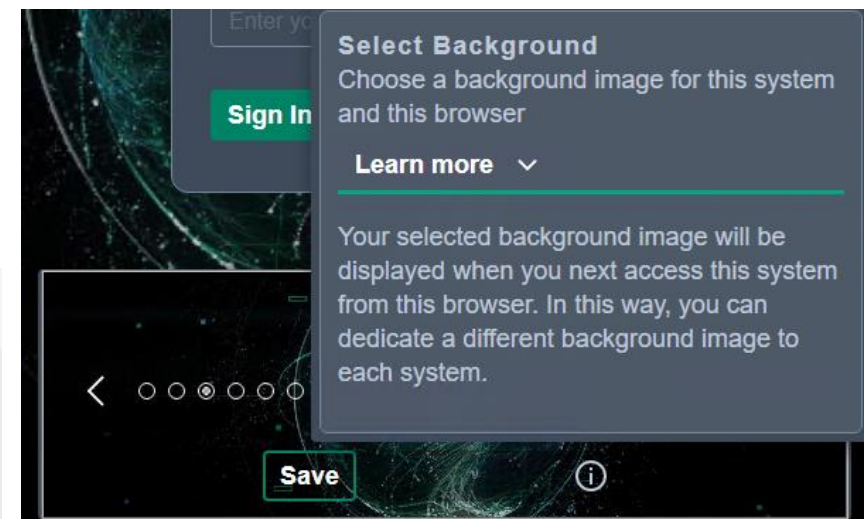 Enter yo
Select Background
Choose a background image for this system
and this browser
Sign In
Learn more
Your selected background image will be
displayed when you next access this system
from this browser. In this way, you can
dedicate a different background image to
each system.
Save